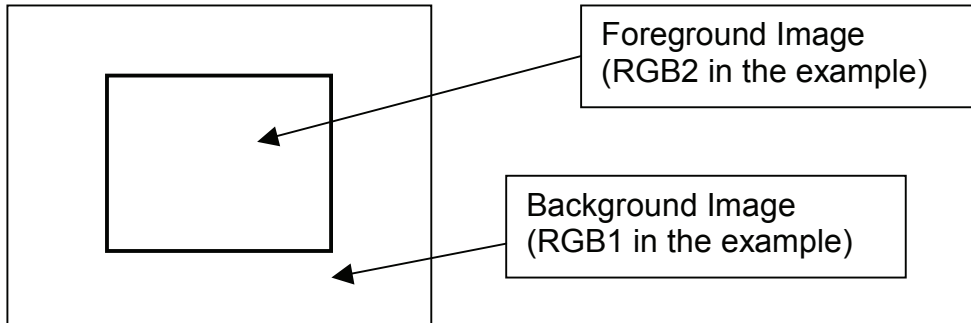 Foreground Image
(RGB2 in the example)
Background Image
(RGB1 in the example)